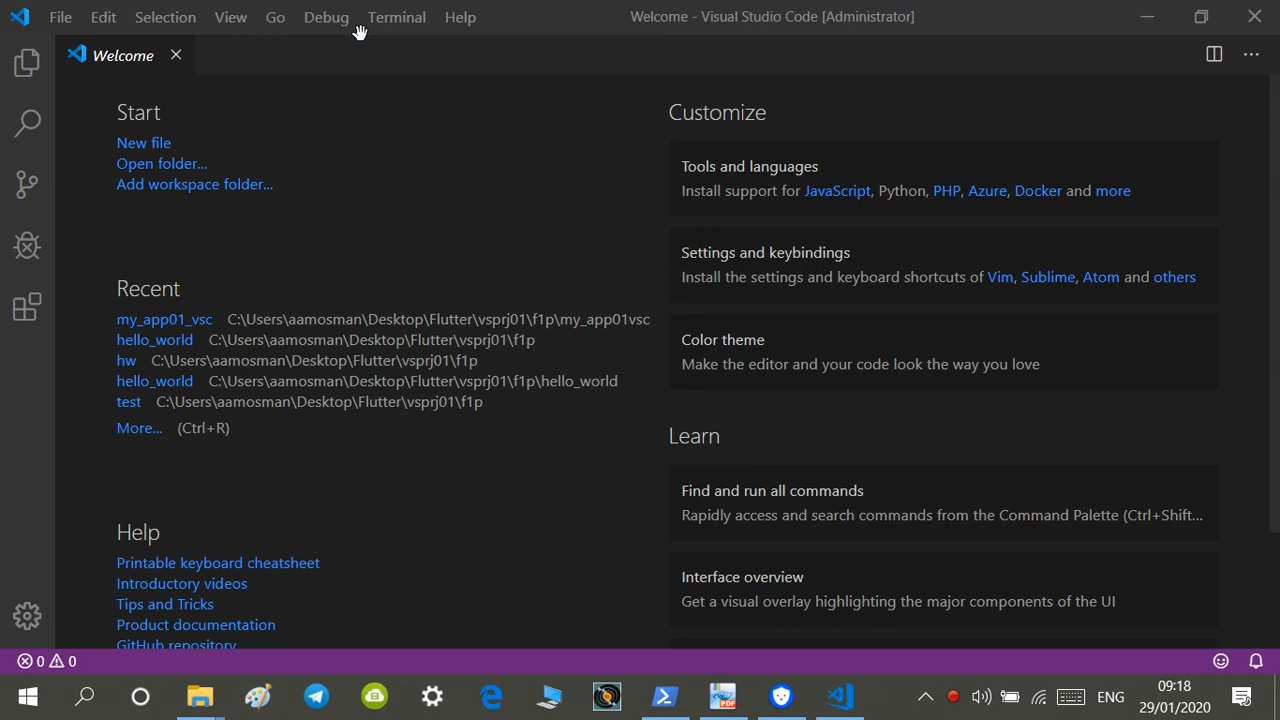 File Edit Selection View Go Debug Terminal Help Welcome - Visual Studio Code [Administrator]
Welcome
Start
New file
Open folder...
Add workspace folder...
Recent
my_app01_vsc C:\Users\aamosman\Desktop\Flutter\vsprj01\f1p\my_app01vsc
hello_world C:\Users\aamosman\Desktop\Flutter\vsprj01\f1p
hw C:\Users\aamosman\Desktop\Flutter\vsprj01\f1p
hello_world C:\Users\aamosman\Desktop\Flutter\vsprj01\f1p\hello_world
test C:\Users\aamosman\Desktop\Flutter\vsprj01\f1p
More... (Ctrl+R)
Help
Printable keyboard cheatsheet
Introductory videos
Tips and Tricks
Product documentation
GitHub repository
Customize
Tools and languages
Install support for JavaScript, Python, PHP, Azure, Docker and more
Settings and keybindings
Install the settings and keyboard shortcuts of Vim, Sublime, Atom and others
Color theme
Make the editor and your code look the way you love
Learn
Find and run all commands
Rapidly access and search commands from the Command Palette (Ctrl+Shift...
Interface overview
Get a visual overlay highlighting the major components of the UI
0 0
PDF
ENG
09:18
29/01/2020